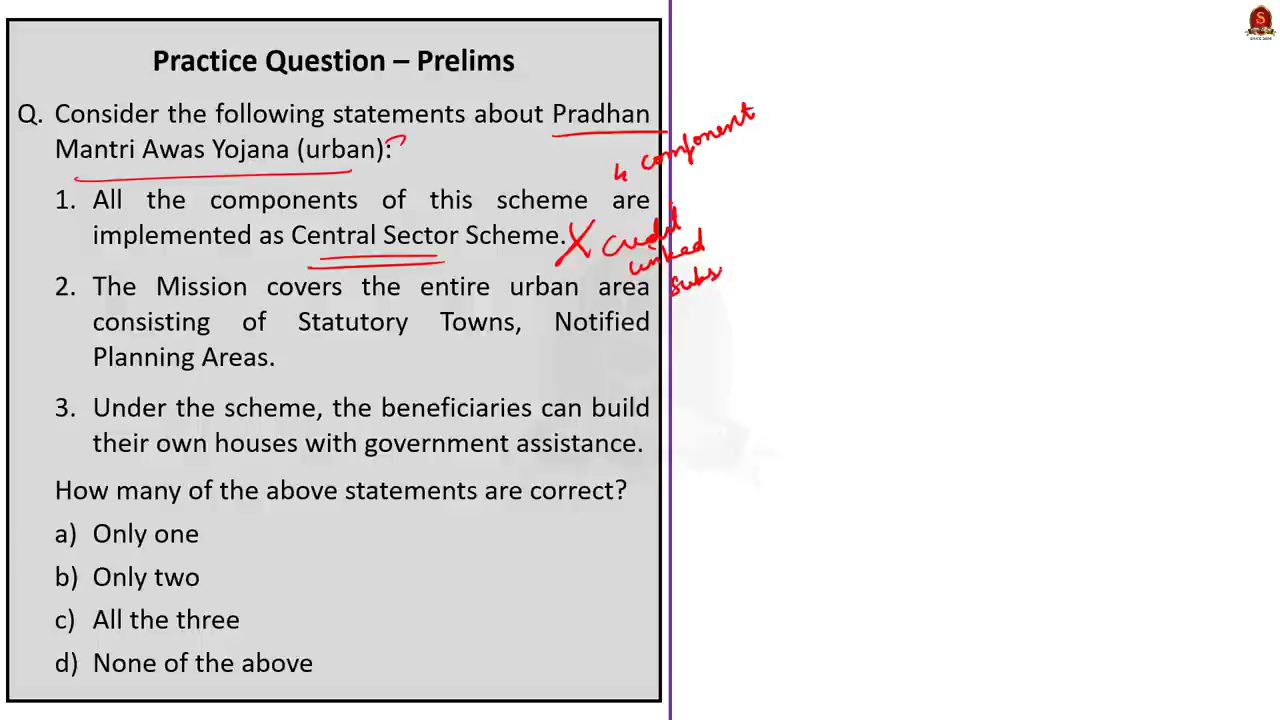 Practice Question – Prelims
Q. Consider the following statements about Pradhan
Mantri Awas Yojana (urban):
1. All the components of this scheme are
implemented as Central Sector Scheme.
2. The Mission covers the entire urban area
consisting of Statutory Towns, Notified
Planning Areas.
3. Under the scheme, the beneficiaries can build
their own houses with government assistance.
How many of the above statements are correct?
a) Only one
b) Only two
c) All the three
d) None of the above
4 component
X Credit
linked
Subs
S